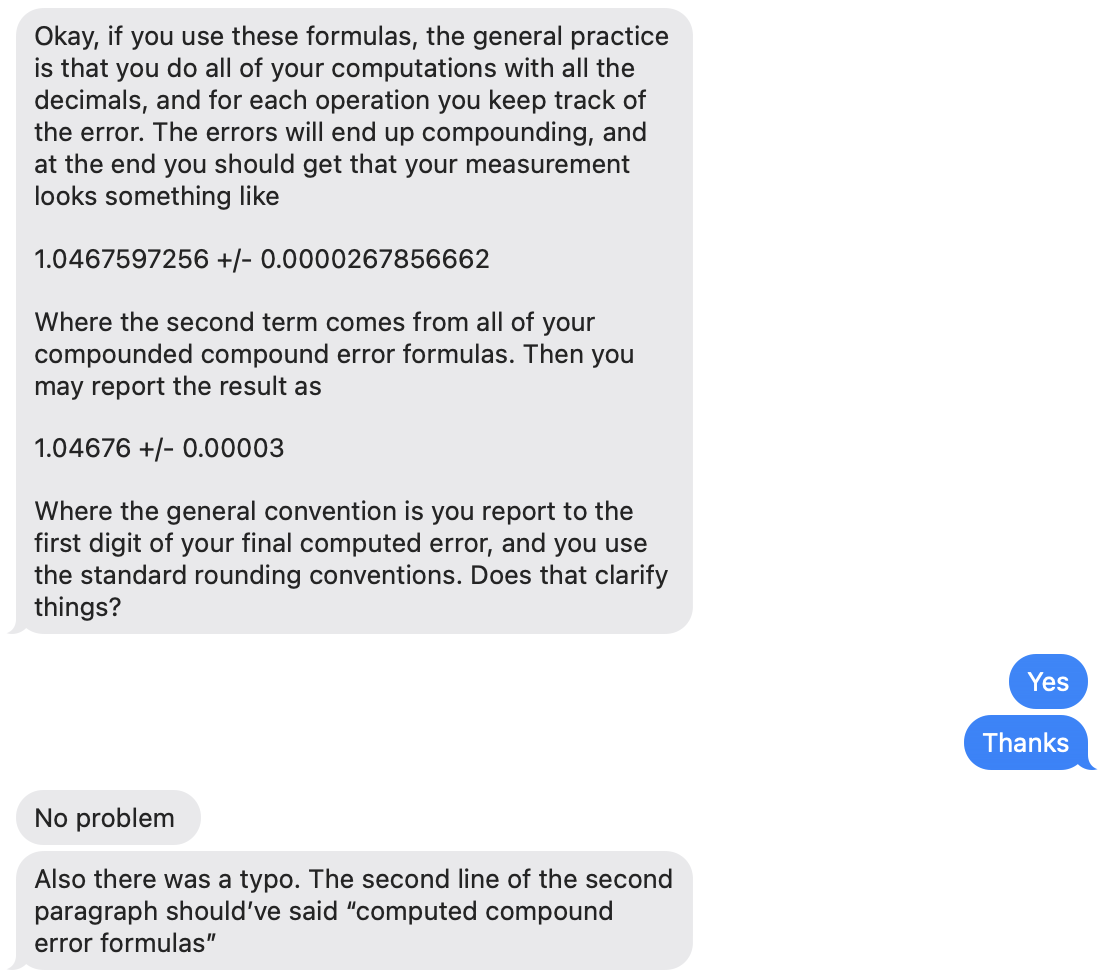 Okay, if you use these formulas, the general practice
is that you do all of your computations with all the
decimals, and for each operation you keep track of
the error. The errors will end up compounding, and
at the end you should get that your measurement
looks something like
1.0467597256 +/- 0.0000267856662
Where the second term comes from all of your
compounded compound error formulas. Then you
may report the result as
1.04676 +/- 0.00003
Where the general convention is you report to the
first digit of your final computed error, and you use
the standard rounding conventions. Does that clarify
things?
Yes
Thanks
No problem
Also there was a typo. The second line of the second
paragraph should’ve said “computed compound
error formulas”